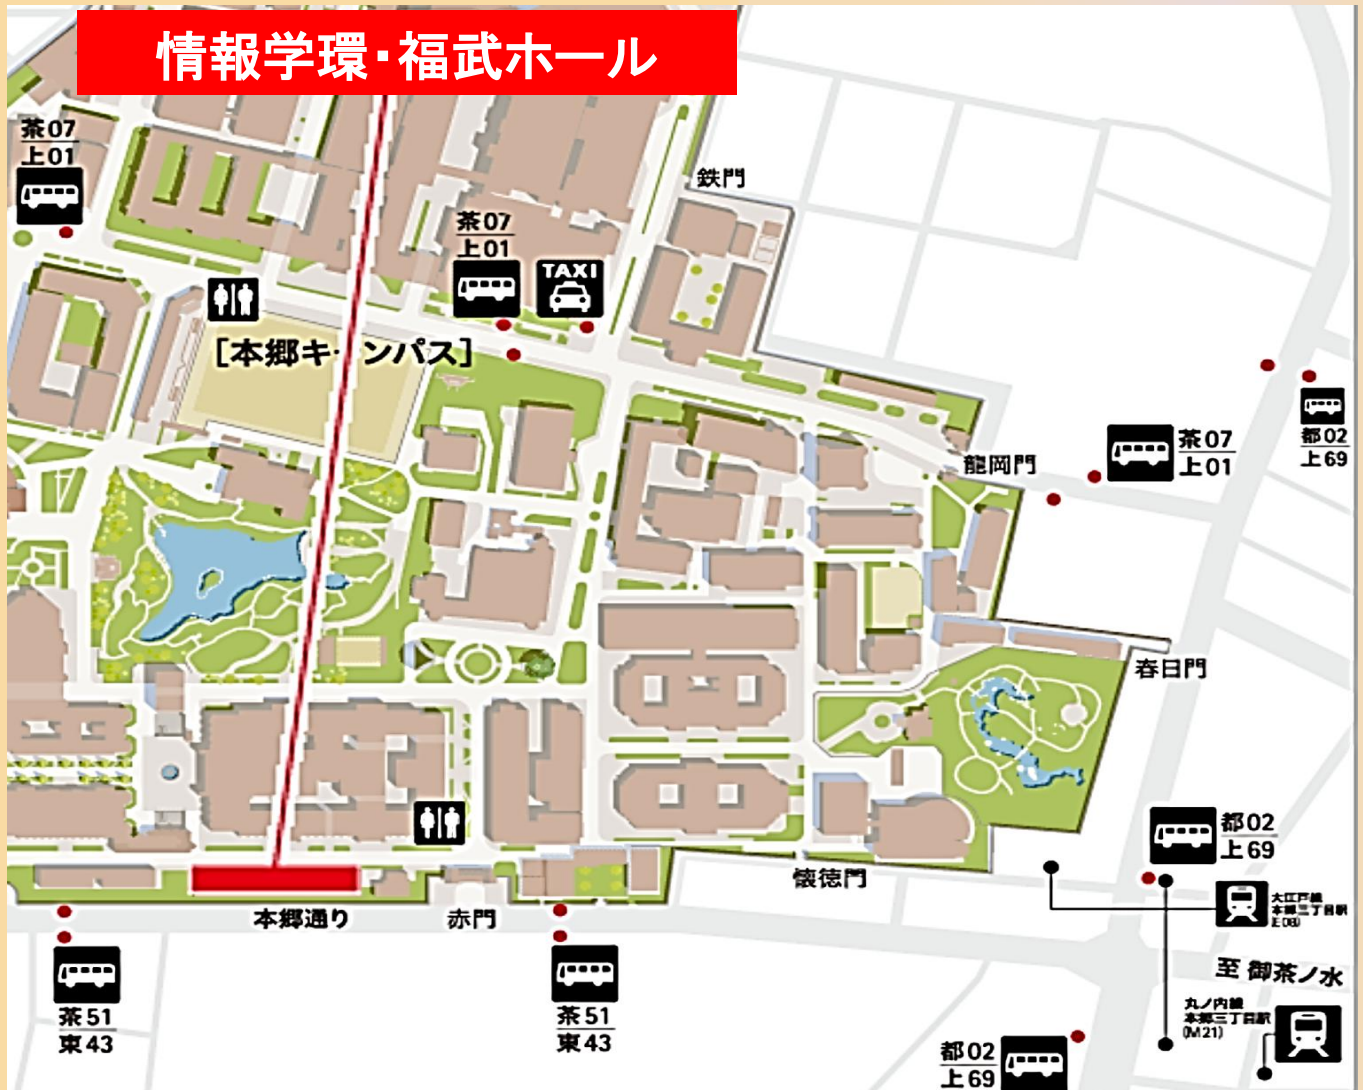 情報学環・福武ホール
茶07
上01
鉄門
茶07
上01
TAXI
[本郷キャンパス]
都02
上69
茶07
上01
龍岡門
春日門
都02
上69
懐徳門
大江戸線
本郷三丁目駅
本郷通り
赤門
至 御茶ノ水
茶51
東43
茶51
東43
丸ノ内線
本郷三丁目駅
(M21)
都02
上69